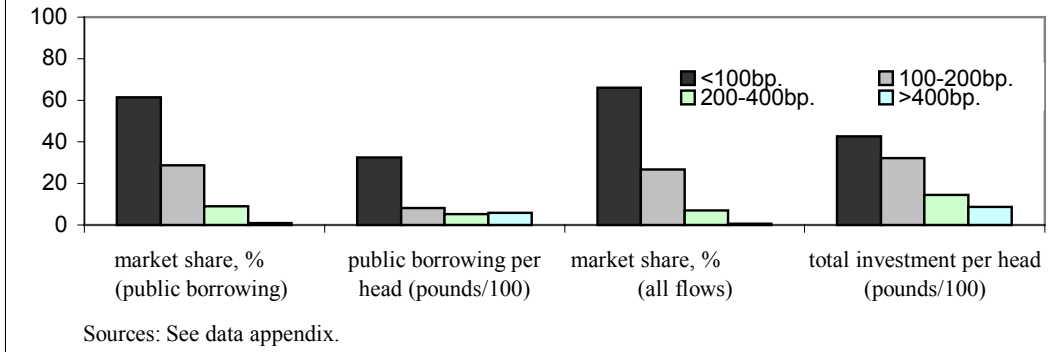 100
80
60
40
20
0
<100bp. 100-200bp.
200-400bp. >400bp.
market share, % public borrowing per market share, % total investment per head
(public borrowing) head (pounds/100) (all flows) (pounds/100)
Sources: See data appendix.